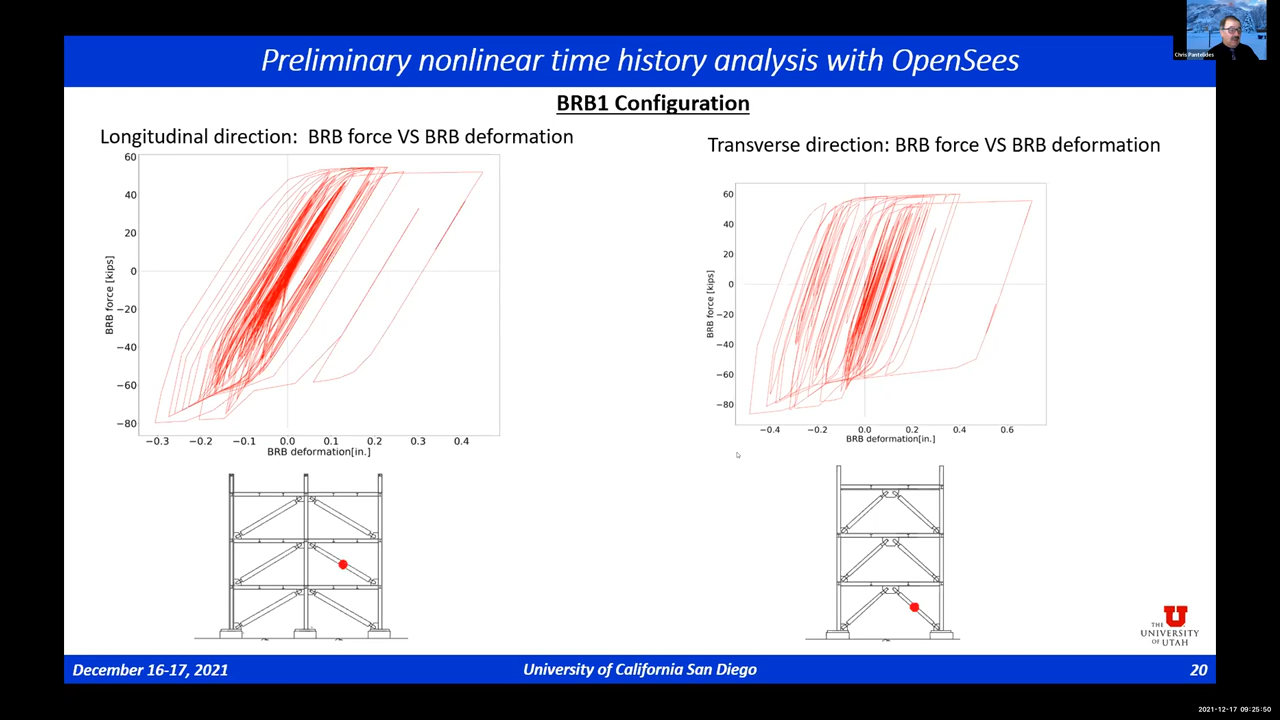 Chris Pantelides
Preliminary nonlinear time history analysis with OpenSees
BRB1 Configuration
Longitudinal direction: BRB force VS BRB deformation
60
40
20
0
−20
−40
−60
−80
BRB force [kips]
−0.3 −0.2 −0.1 0.0 0.1 0.2 0.3 0.4
BRB deformation[in.]
Transverse direction: BRB force VS BRB deformation
60
40
20
0
−20
−40
−60
−80
BRB force [kips]
−0.4 −0.2 0.0 0.2 0.4 0.6
BRB deformation[in.]
U
THE
UNIVERSITY
OF UTAH
December 16-17, 2021
University of California San Diego
20
2021-12-17 09:25:50